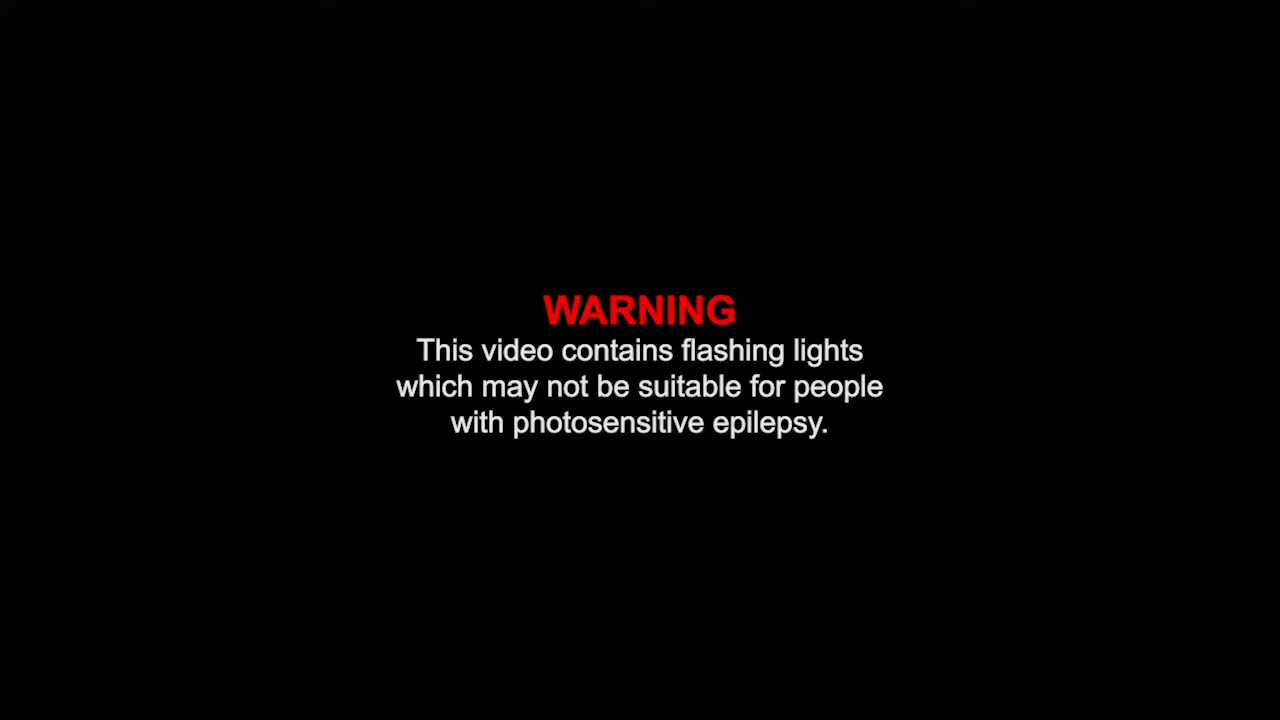 WARNING
This video contains flashing lights
which may not be suitable for people
with photosensitive epilepsy.